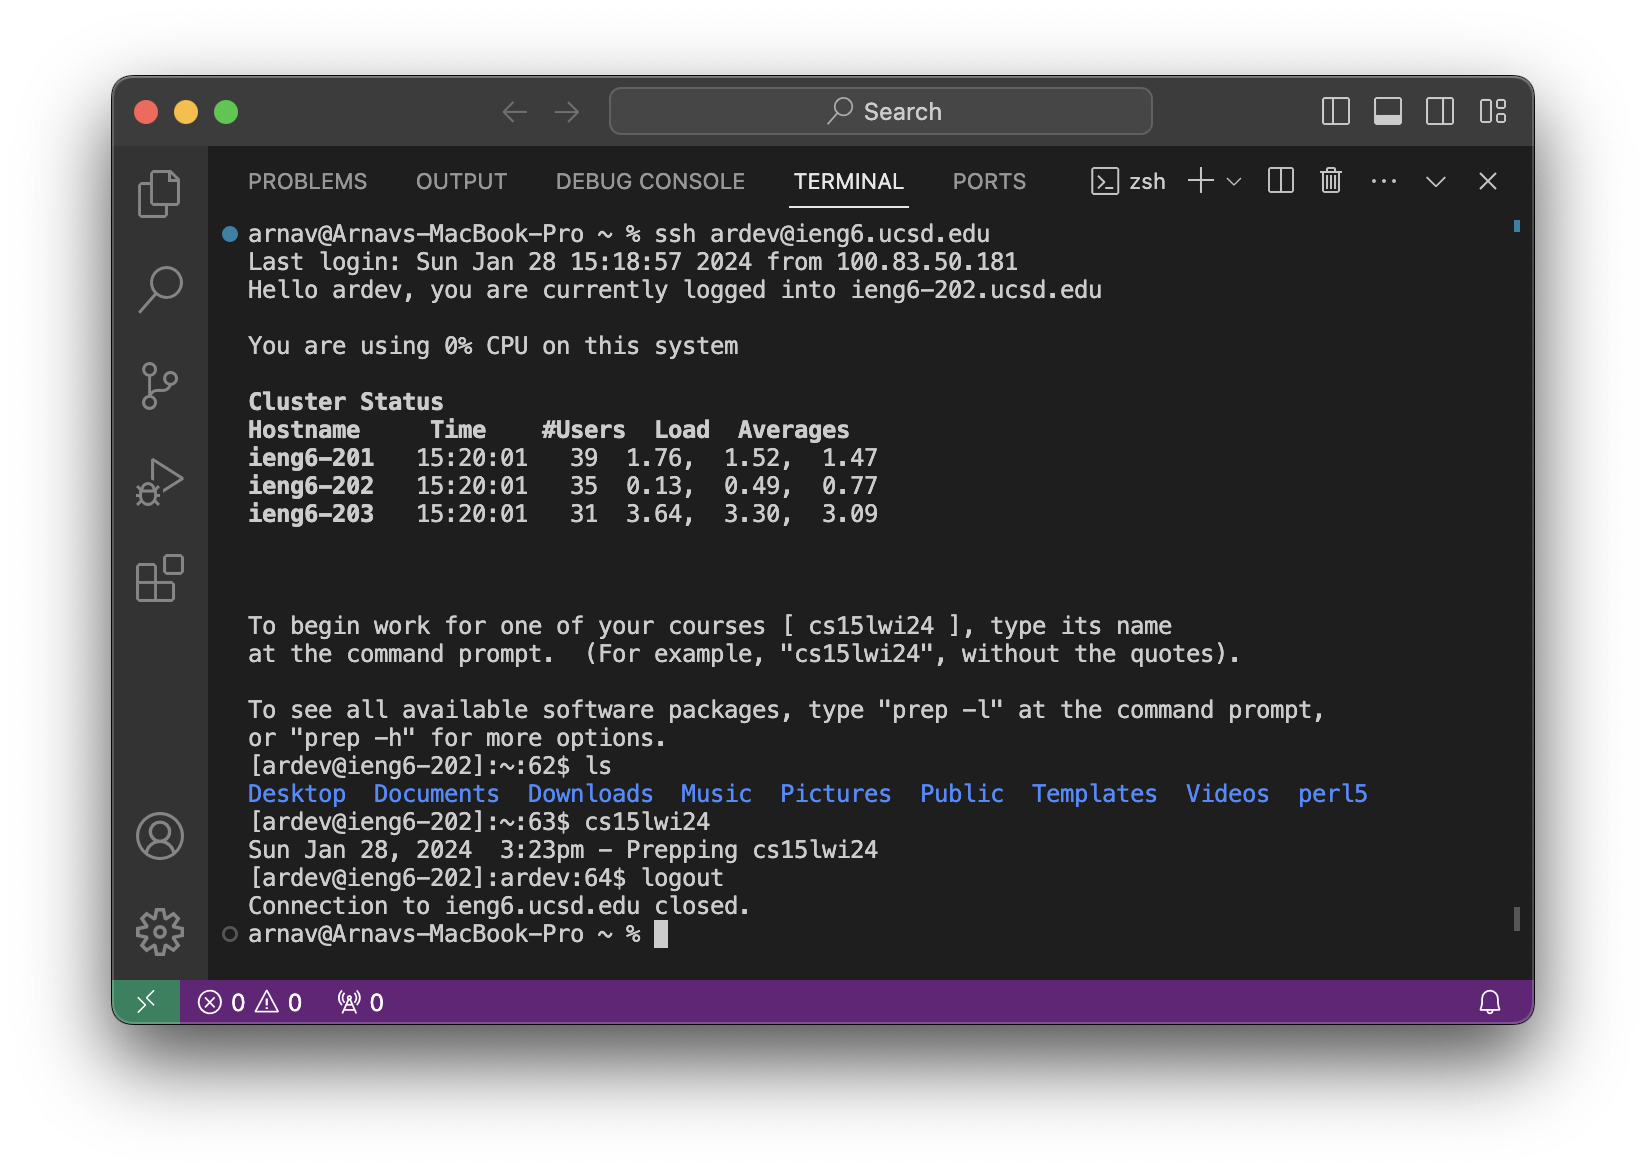 Search
PROBLEMS OUTPUT DEBUG CONSOLE TERMINAL PORTS zsh
arnav@Arnavs-MacBook-Pro ~ % ssh ardev@ieng6.ucsd.edu
Last login: Sun Jan 28 15:18:57 2024 from 100.83.50.181
Hello ardev, you are currently logged into ieng6-202.ucsd.edu
You are using 0% CPU on this system
Cluster Status
Hostname     Time    #Users  Load  Averages
ieng6-201   15:20:01   39  1.76,  1.52,  1.47
ieng6-202   15:20:01   35  0.13,  0.49,  0.77
ieng6-203   15:20:01   31  3.64,  3.30,  3.09
To begin work for one of your courses [ cs15lwi24 ], type its name
at the command prompt.  (For example, "cs15lwi24", without the quotes).
To see all available software packages, type "prep -l" at the command prompt,
or "prep -h" for more options.
[ardev@ieng6-202]:~:62$ ls
Desktop  Documents  Downloads  Music  Pictures  Public  Templates  Videos  perl5
[ardev@ieng6-202]:~:63$ cs15lwi24
Sun Jan 28, 2024  3:23pm - Prepping cs15lwi24
[ardev@ieng6-202]:ardev:64$ logout
Connection to ieng6.ucsd.edu closed.
arnav@Arnavs-MacBook-Pro ~ %
0 0 0